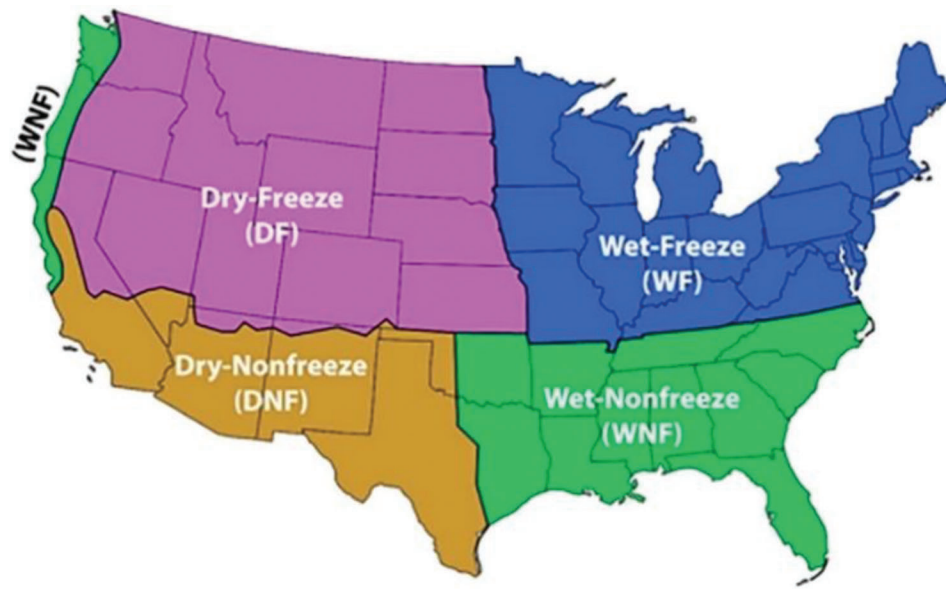 (WNF)
Dry-Freeze
(DF)
Wet-Freeze
(WF)
Dry-Nonfreeze
(DNF)
Wet-Nonfreeze
(WNF)